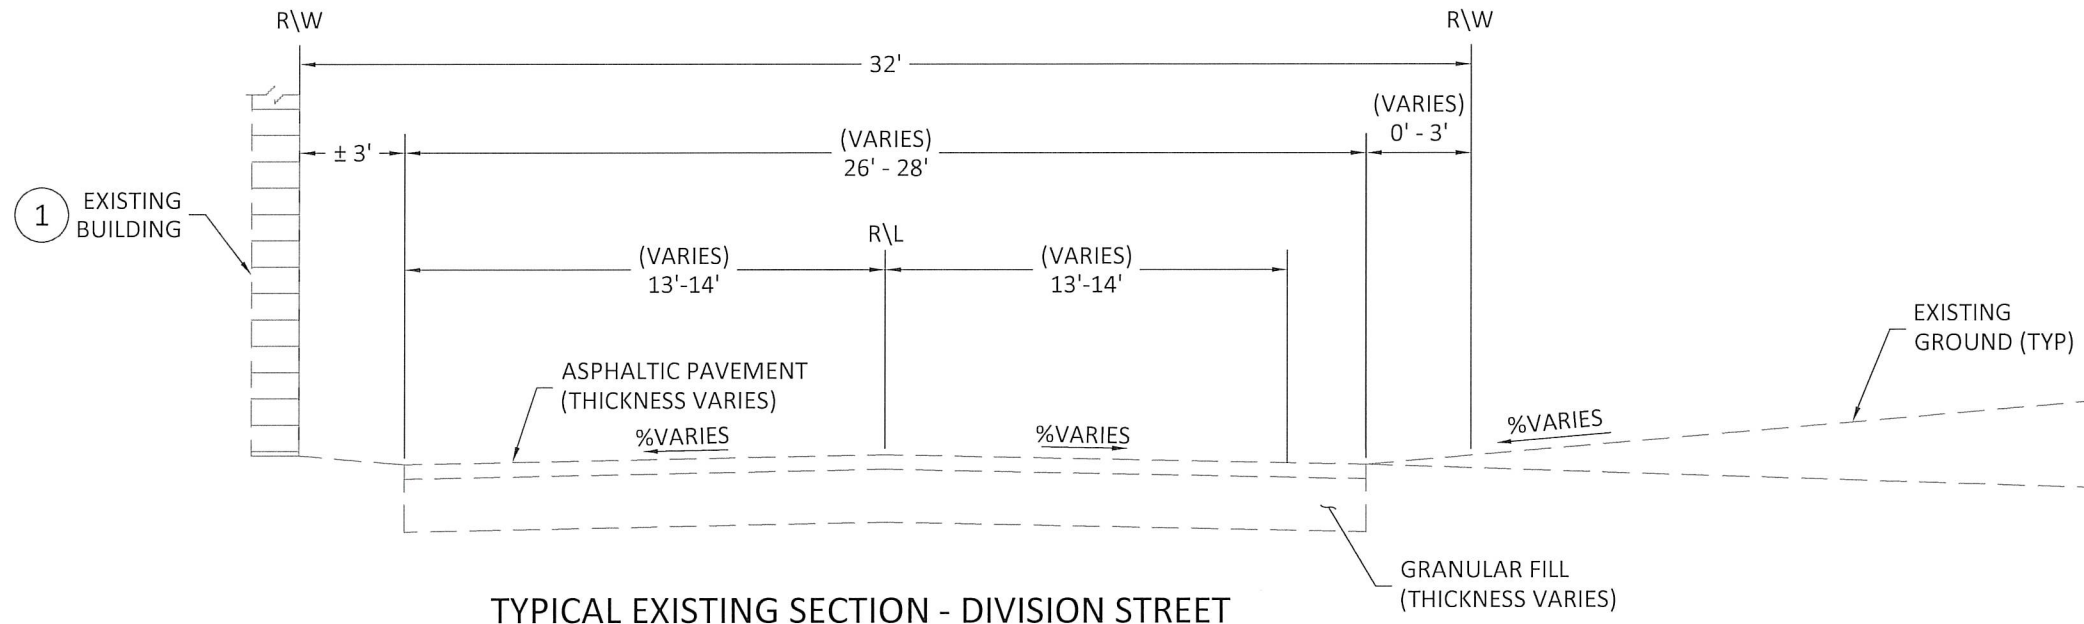 R\W
R\W
32'
(VARIES)
0' - 3'
± 3'
(VARIES)
26' - 28'
1
EXISTING
BUILDING
R\L
(VARIES)
13'-14'
(VARIES)
13'-14'
EXISTING
GROUND (TYP)
ASPHALTIC PAVEMENT
(THICKNESS VARIES)
%VARIES
%VARIES
%VARIES
GRANULAR FILL
(THICKNESS VARIES)
TYPICAL EXISTING SECTION - DIVISION STREET